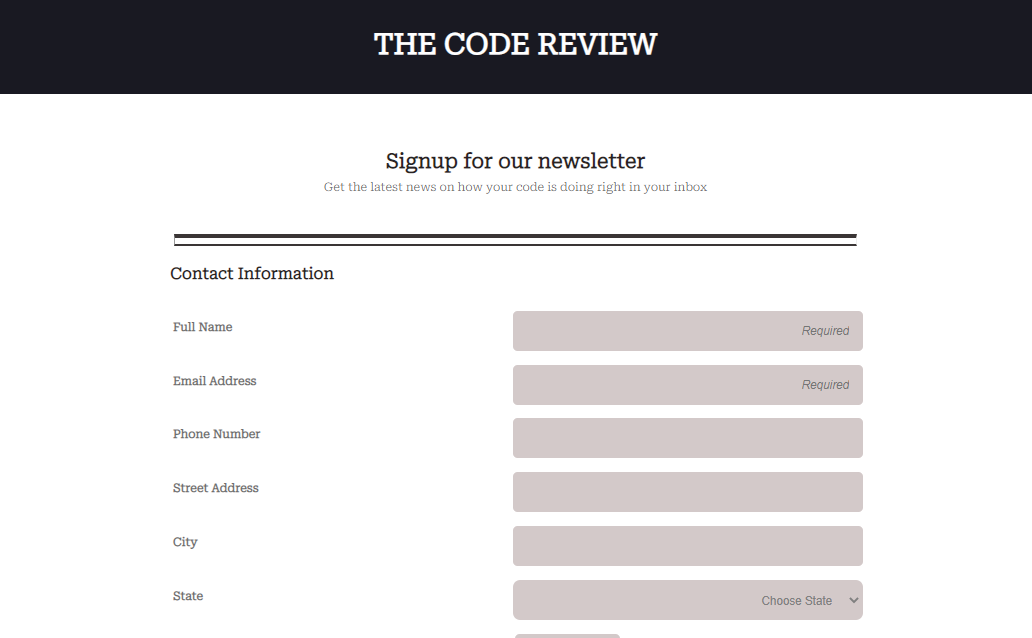 THE CODE REVIEW
Signup for our newsletter
Get the latest news on how your code is doing right in your inbox
Contact Information
Full Name
Required
Email Address
Required
Phone Number
Street Address
City
State
Choose State